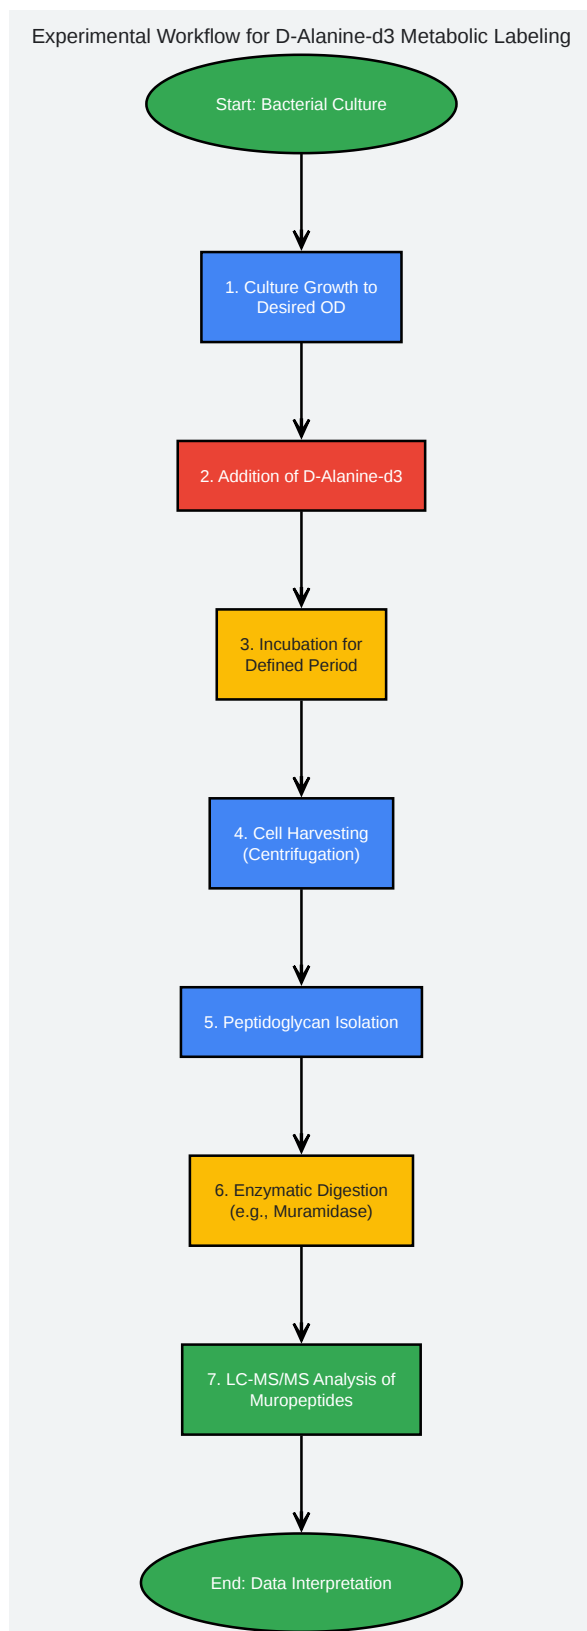 Experimental Workflow for D-Alanine-d3 Metabolic Labeling
Start: Bacterial Culture
1. Culture Growth to
Desired OD
2. Addition of D-Alanine-d3
3. Incubation for
Defined Period
4. Cell Harvesting
(Centrifugation)
5. Peptidoglycan Isolation
6. Enzymatic Digestion
(e.g., Muramidase)
7. LC-MS/MS Analysis of
Muropeptides
End: Data Interpretation